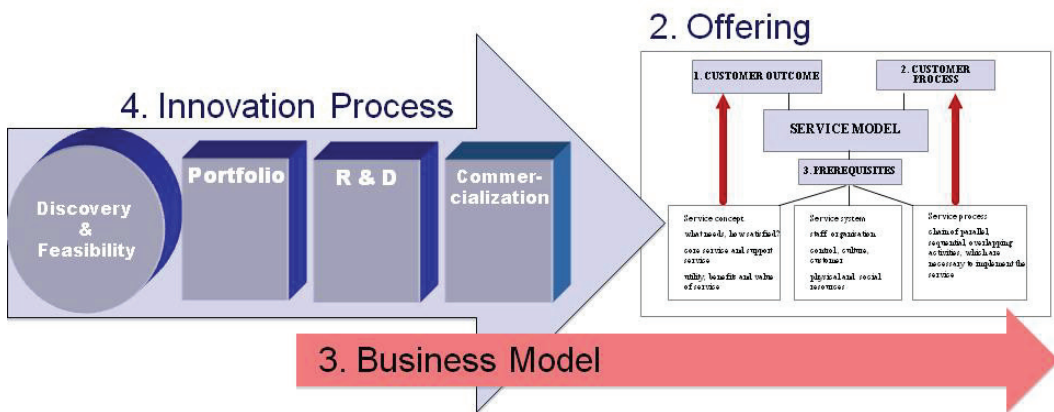 2. Offering
4. Innovation Process
Discovery
&
Feasibility
Portfolio
R & D
Commer-
cialization
1. CUSTOMER OUTCOME
2. CUSTOMER
PROCESS
SERVICE MODEL
3. PREREQUISITES
Service concept
what needs, how satisfied?
core service and support
service
utility, benefits and value
of service
Service system
staff, organisation
control, culture,
customer
physical and social
resources
Service process
chain of parallel
sequential, overlapping
activities, which are
necessary to implement the
service
3. Business Model